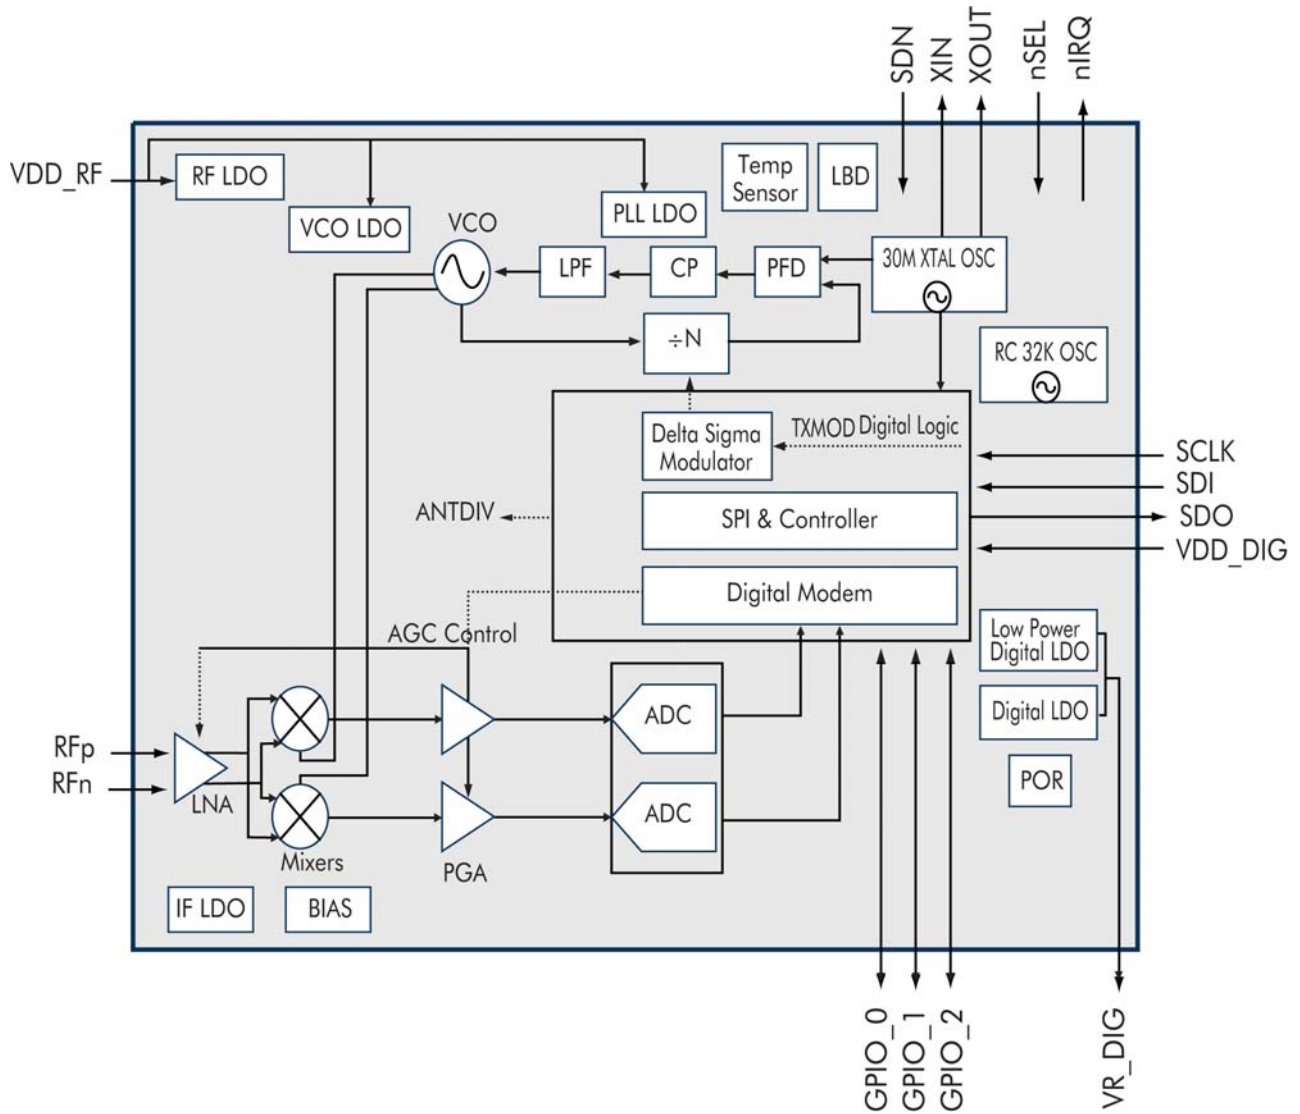 SDN
XIN
XOUT
nSEL
nIRQ
VDD_RF
RF LDO
VCO LDO
VCO
PLL LDO
Temp
Sensor
LBD
LPF
CP
PFD
30M XTAL OSC
÷N
RC 32K OSC
Delta Sigma
Modulator
TXMOD
Digital Logic
SCLK
SDI
SDO
VDD_DIG
ANTDIV
SPI & Controller
Digital Modem
AGC Control
Low Power
Digital LDO
Digital LDO
POR
RFp
RFn
LNA
Mixers
PGA
ADC
ADC
IF LDO
BIAS
GPIO_0
GPIO_1
GPIO_2
VR_DIG